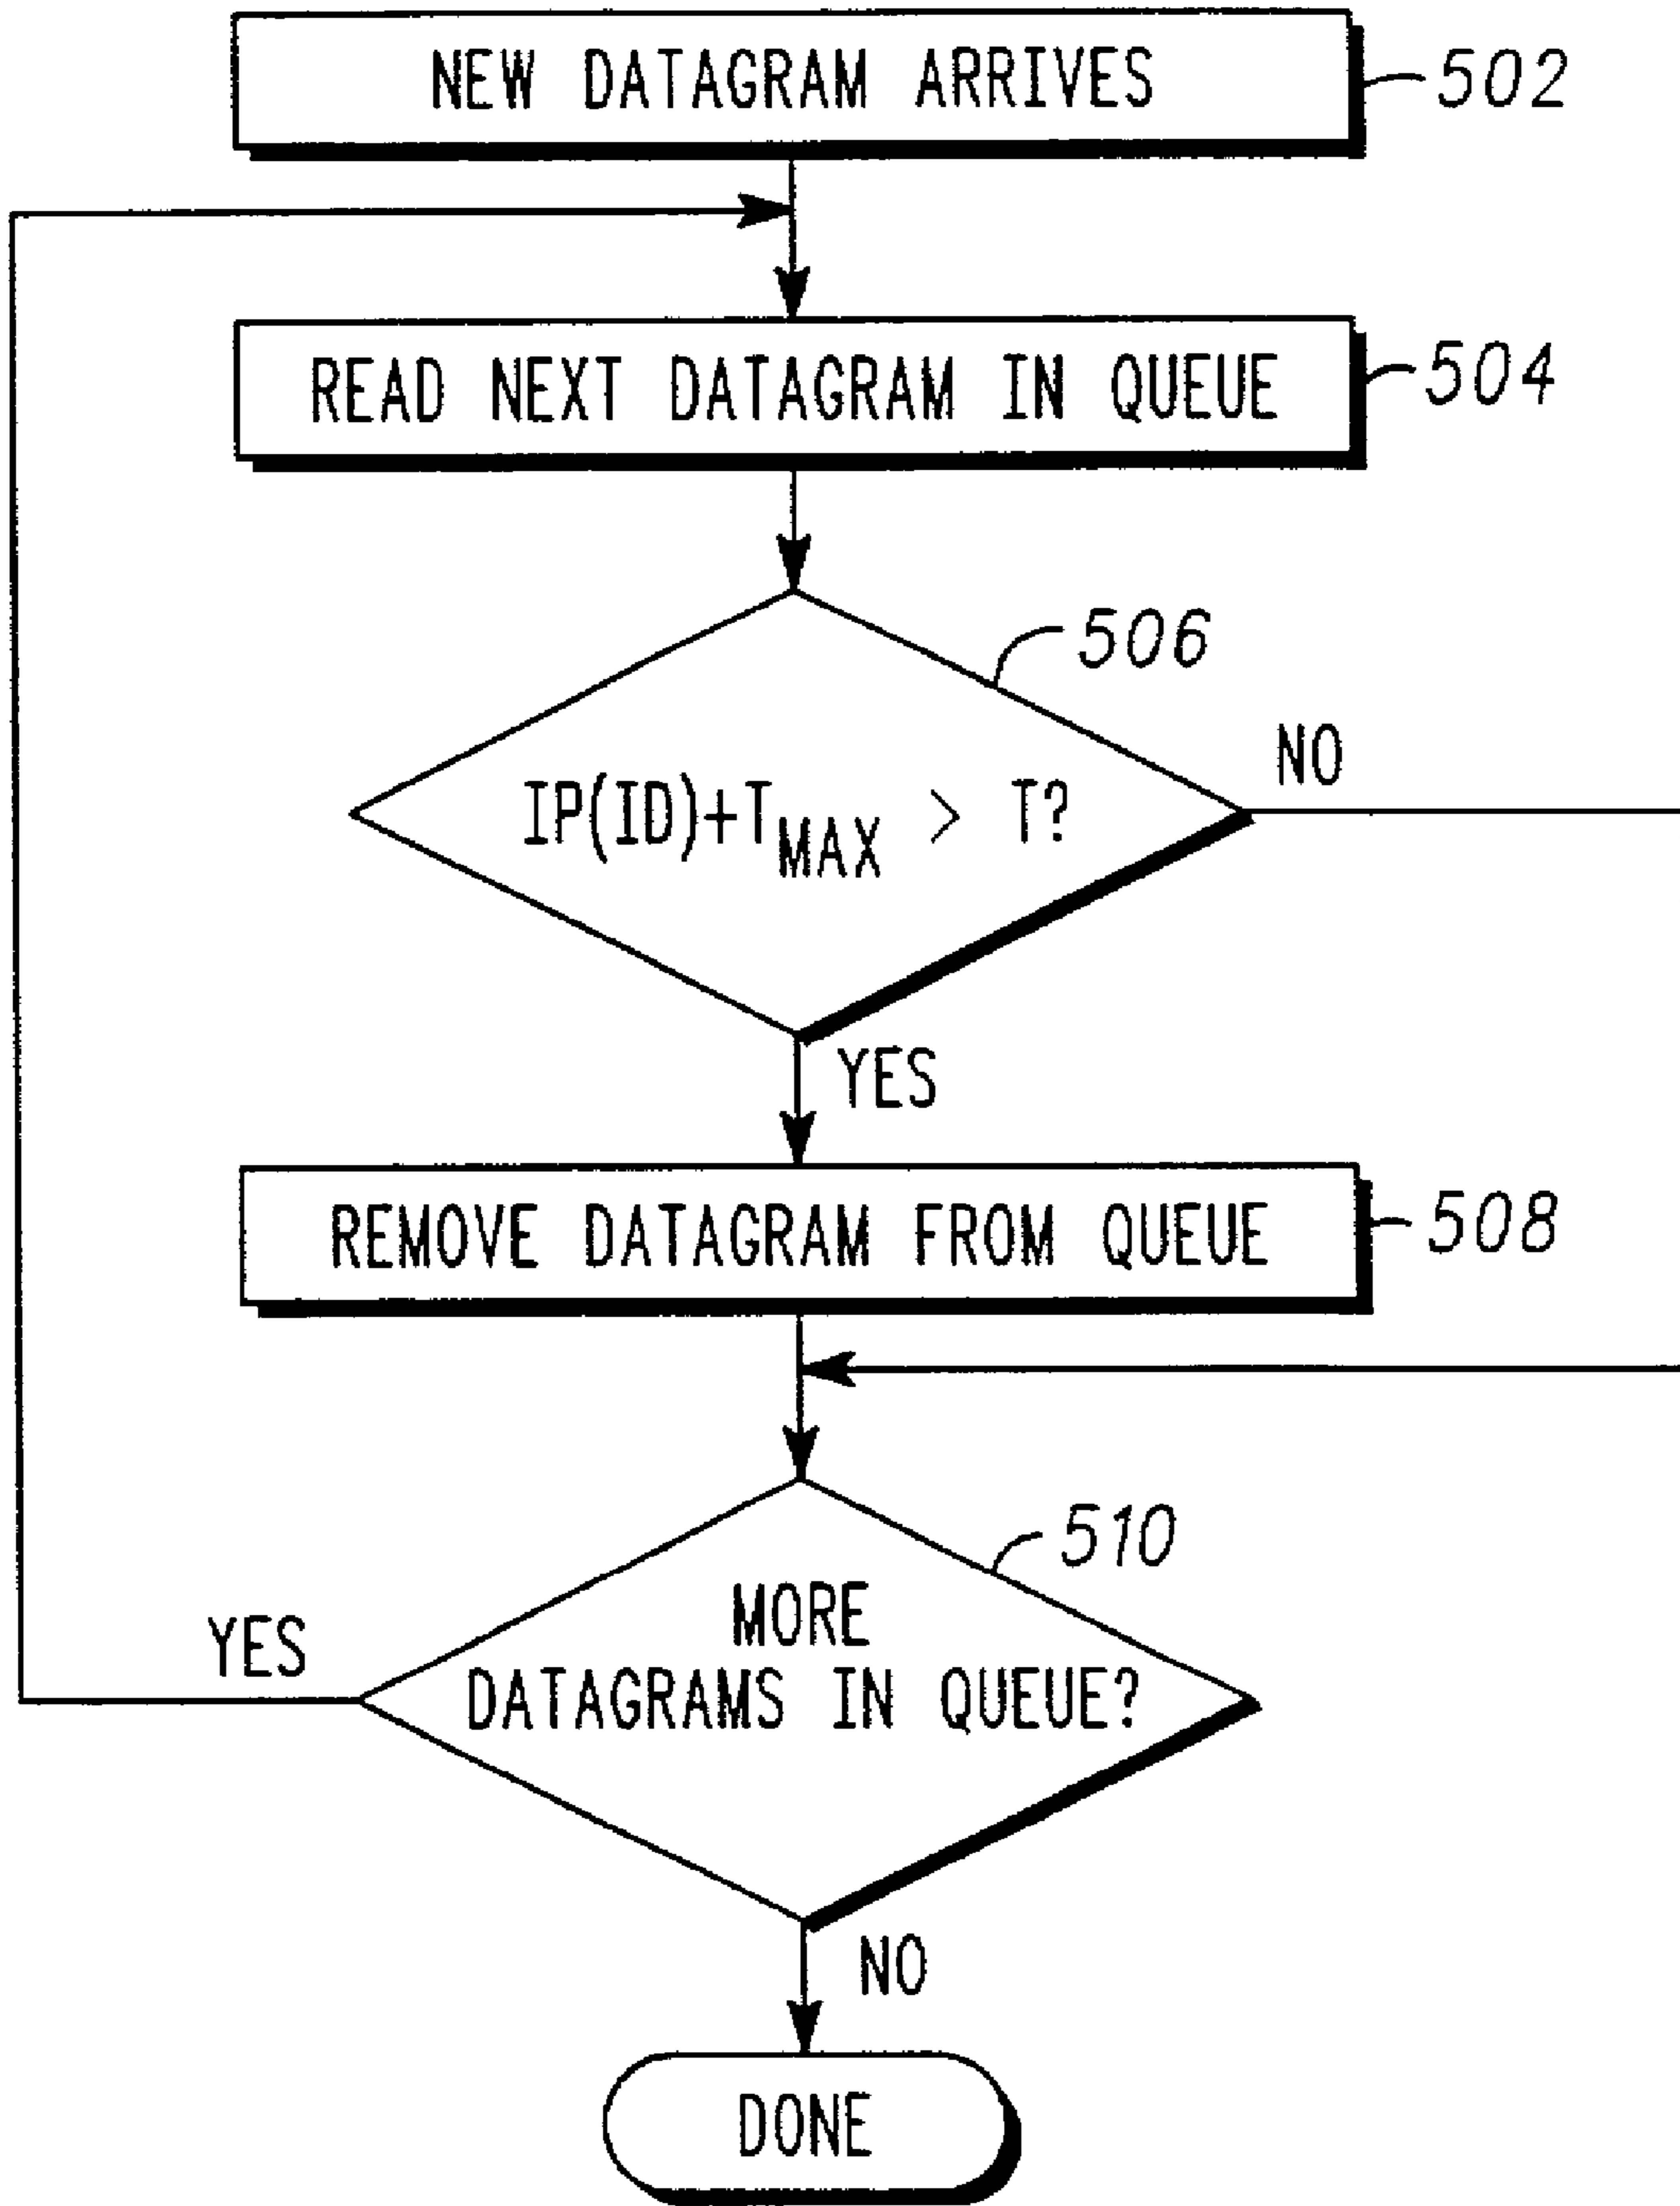 NEW DATAGRAM ARRIVES
502
READ NEXT DATAGRAM IN QUEUE
504
506
IP(ID)+T_MAX > T?
NO
YES
REMOVE DATAGRAM FROM QUEUE
508
510
MORE
DATAGRAMS IN QUEUE?
YES
NO
DONE